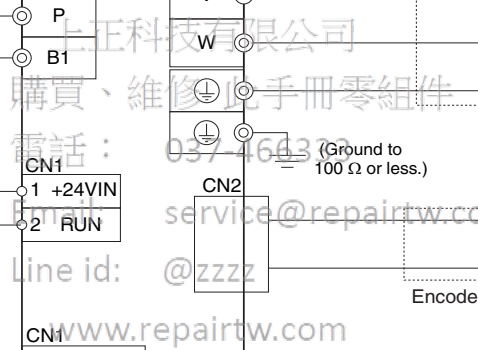 P
上正科技有限公司
W
B1
購買、維修 此手冊零組件
電話： 037-466333
(Ground to
100 Ω or less.)
CN1
CN2
1 +24VIN
Email: service@repairtw.co
2 RUN
Line id: @zzzz
Encode
CN1
www.repairtw.com